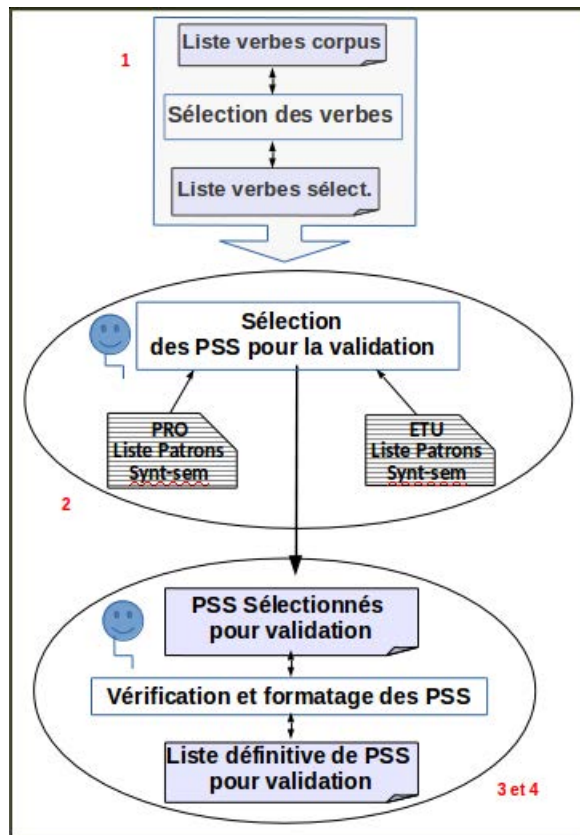 1
Liste verbes corpus
Sélection des verbes
Liste verbes sélect.
Sélection
des PSS pour la validation
PRO
Liste Patrons
Synt-sem
ETU
Liste Patrons
Synt-sem
2
PSS Sélectionnés
pour validation
Vérification et formatage des PSS
Liste définitive de PSS
pour validation
3 et 4